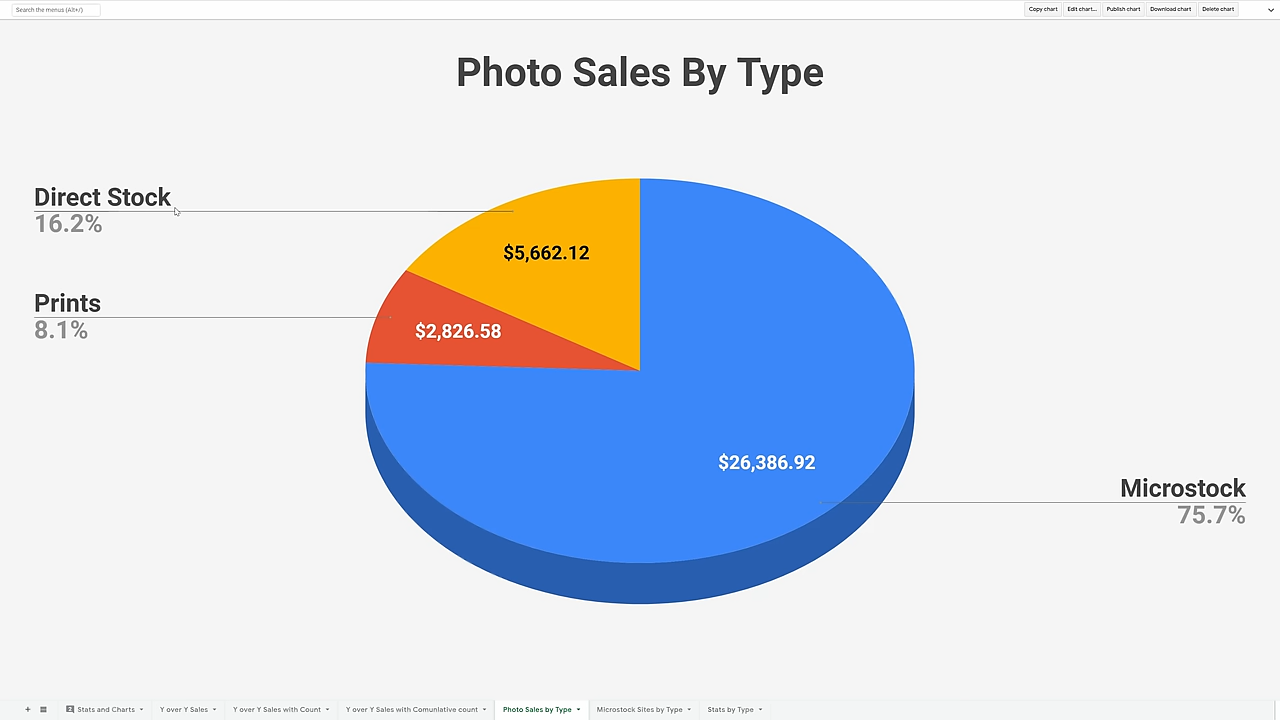 Search the menus (Alt+/)
Copy chart
Edit chart...
Publish chart
Download chart
Delete chart
Photo Sales By Type
Direct Stock
16.2%
$5,662.12
Prints
8.1%
$2,826.58
$26,386.92
Microstock
75.7%
Stats and Charts
Y over Y Sales
Y over Y Sales with Count
Y over Y Sales with Comunlative count
Photo Sales by Type
Microstock Sites by Type
Stats by Type